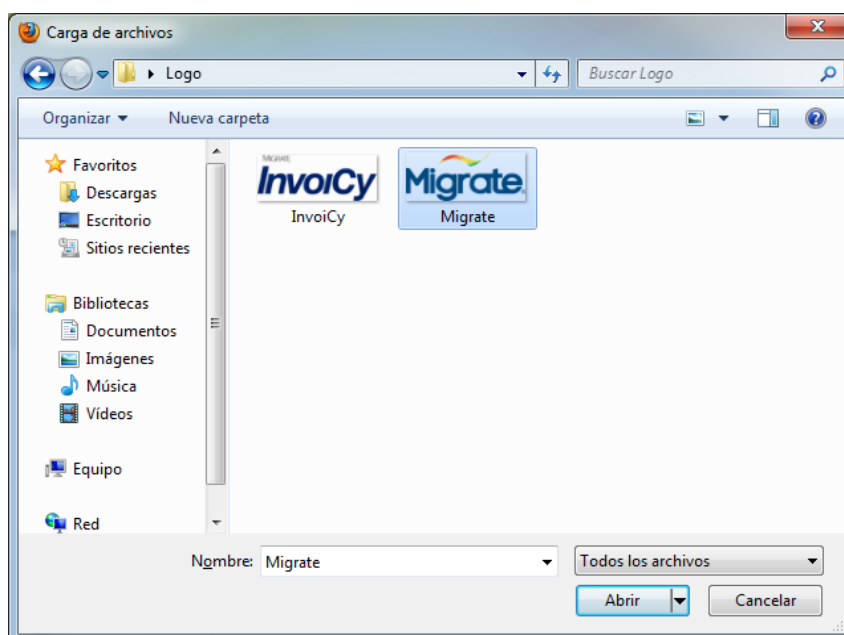 Carga de archivos
Logo
Buscar Logo
Organizar
Nueva carpeta
Favoritos
Descargas
Escritorio
Sitios recientes
Bibliotecas
Documentos
Imágenes
Música
Vídeos
Equipo
Red
MIGRATE
InvoiCy
InvoiCy
Migrate
Migrate
Nombre: Migrate
Todos los archivos
Abrir
Cancelar